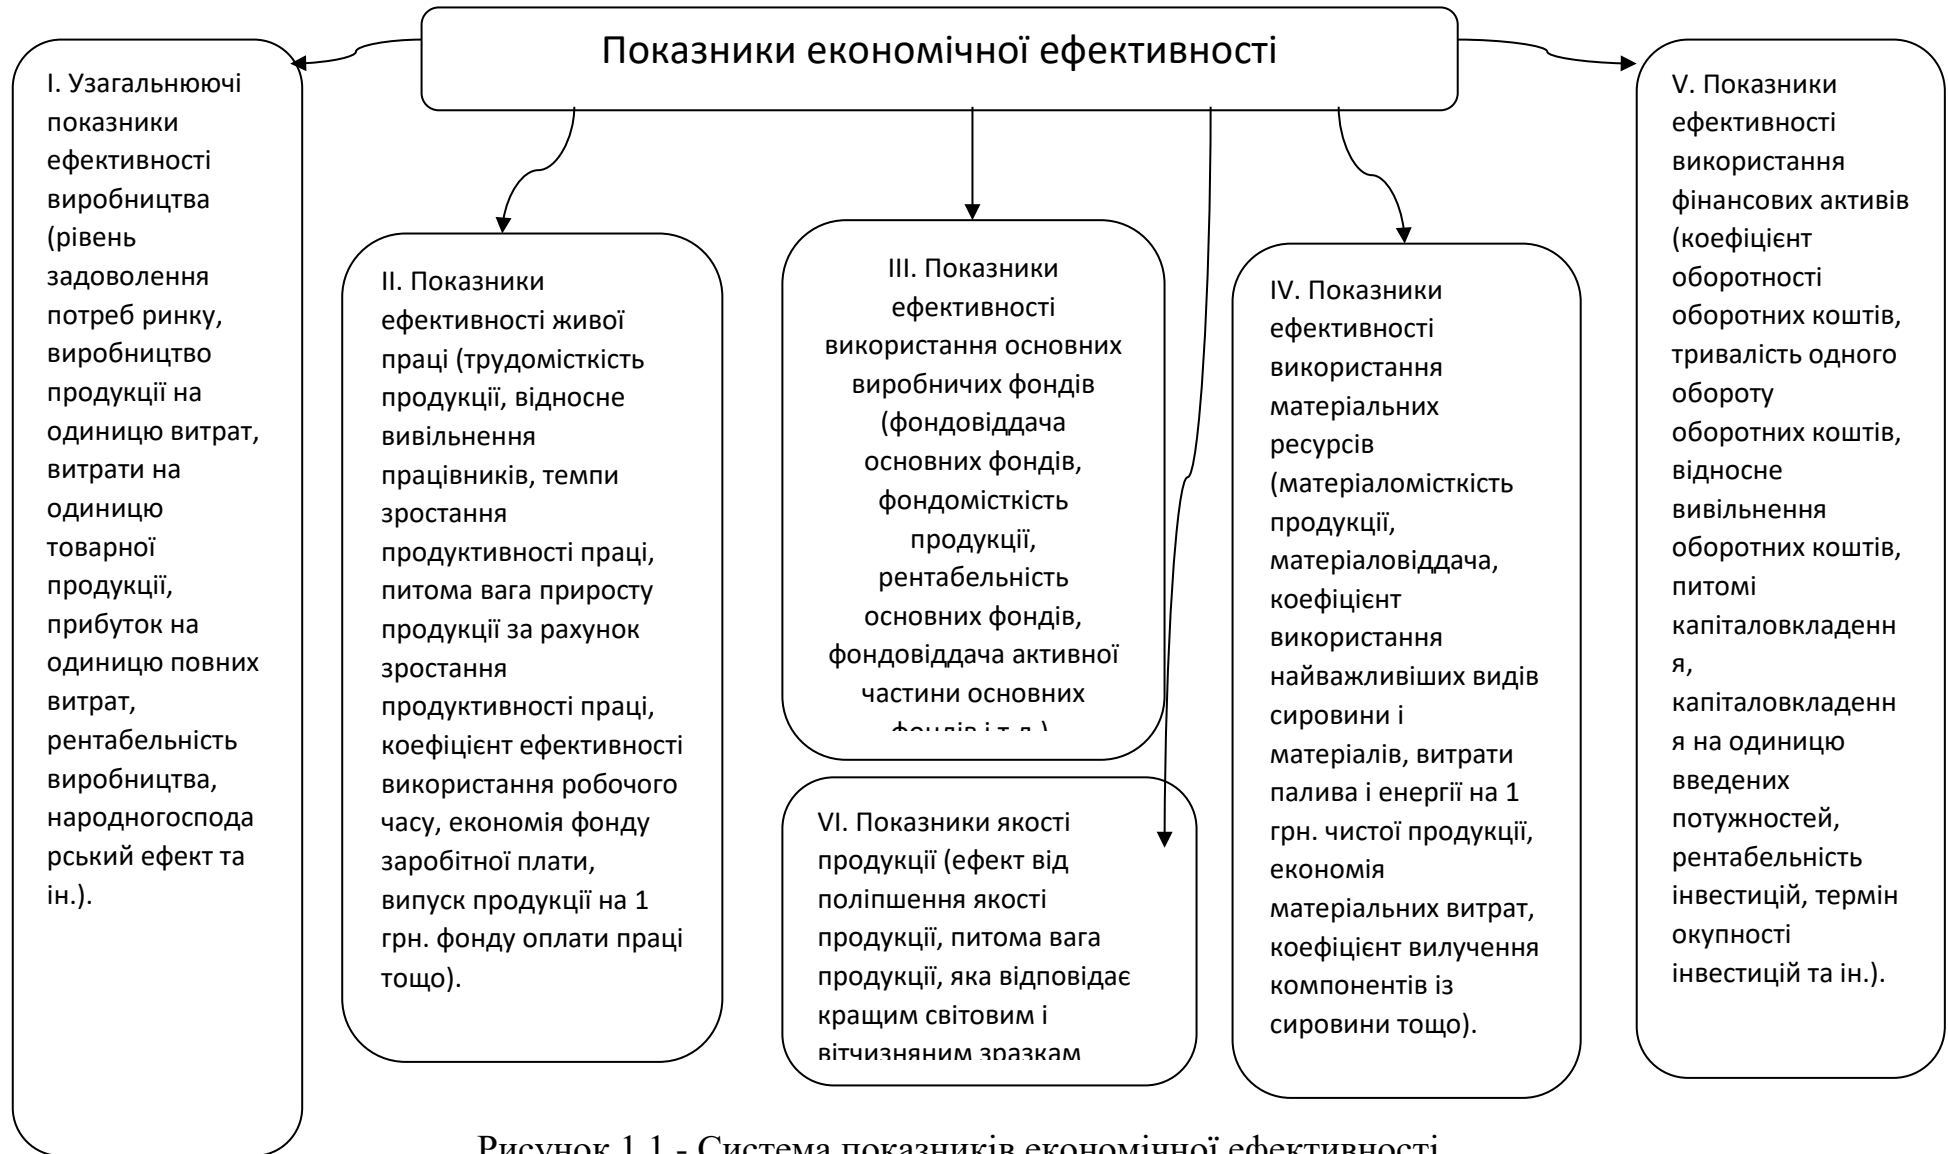 Показники економічної ефективності
І. Узагальнюючі
показники
ефективності
виробництва
(рівень
задоволення
потреб ринку,
виробництво
продукції на
одиницю витрат,
витрати на
одиницю
товарної
продукції,
прибуток на
одиницю повних
витрат,
рентабельність
виробництва,
народногоспода
рський ефект та
ін.).
ІІ. Показники
ефективності живої
праці (трудомісткість
продукції, відносне
вивільнення
працівників, темпи
зростання
продуктивності праці,
питома вага приросту
продукції за рахунок
зростання
продуктивності праці,
коефіцієнт ефективності
використання робочого
часу, економія фонду
заробітної плати,
випуск продукції на 1
грн. фонду оплати праці
тощо).
ІІІ. Показники
ефективності
використання основних
виробничих фондів
(фондовіддача
основних фондів,
фондомісткість
продукції,
рентабельність
основних фондів,
фондовіддача активної
частини основних
фондів і т.д.)
IV. Показники
ефективності
використання
матеріальних
ресурсів
(матеріаломісткість
продукції,
матеріаловіддача,
коефіцієнт
використання
найважливіших видів
сировини і
матеріалів, витрати
палива і енергії на 1
грн. чистої продукції,
економія
матеріальних витрат,
коефіцієнт вилучення
компонентів із
сировини тощо).
V. Показники
ефективності
використання
фінансових активів
(коефіцієнт
оборотності
оборотних коштів,
тривалість одного
обороту
оборотних коштів,
відносне
вивільнення
оборотних коштів,
питомі
капіталовкладенн
я,
капіталовкладенн
я на одиницю
введених
потужностей,
рентабельність
інвестицій, термін
окупності
інвестицій та ін.).
VI. Показники якості
продукції (ефект від
поліпшення якості
продукції, питома вага
продукції, яка відповідає
кращим світовим і
вітчизняним зразкам
Рисунок 1.1 - Система показників економічної ефективності